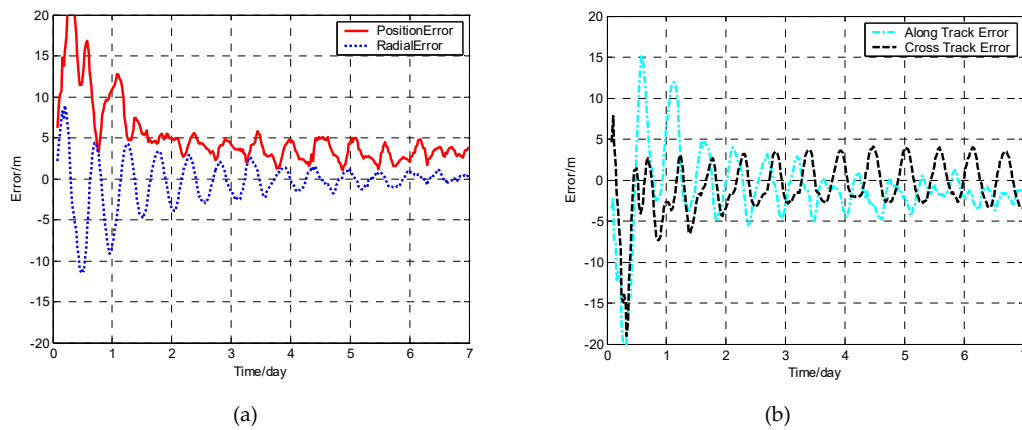 20
15
10
5
0
-5
-10
-15
-20
Error/m
PositionError
RadialError
0 1 2 3 4 5 6 7
Time/day
(a)
20
15
10
5
0
-5
-10
-15
-20
Error/m
Along Track Error
Cross Track Error
0 1 2 3 4 5 6 7
Time/day
(b)